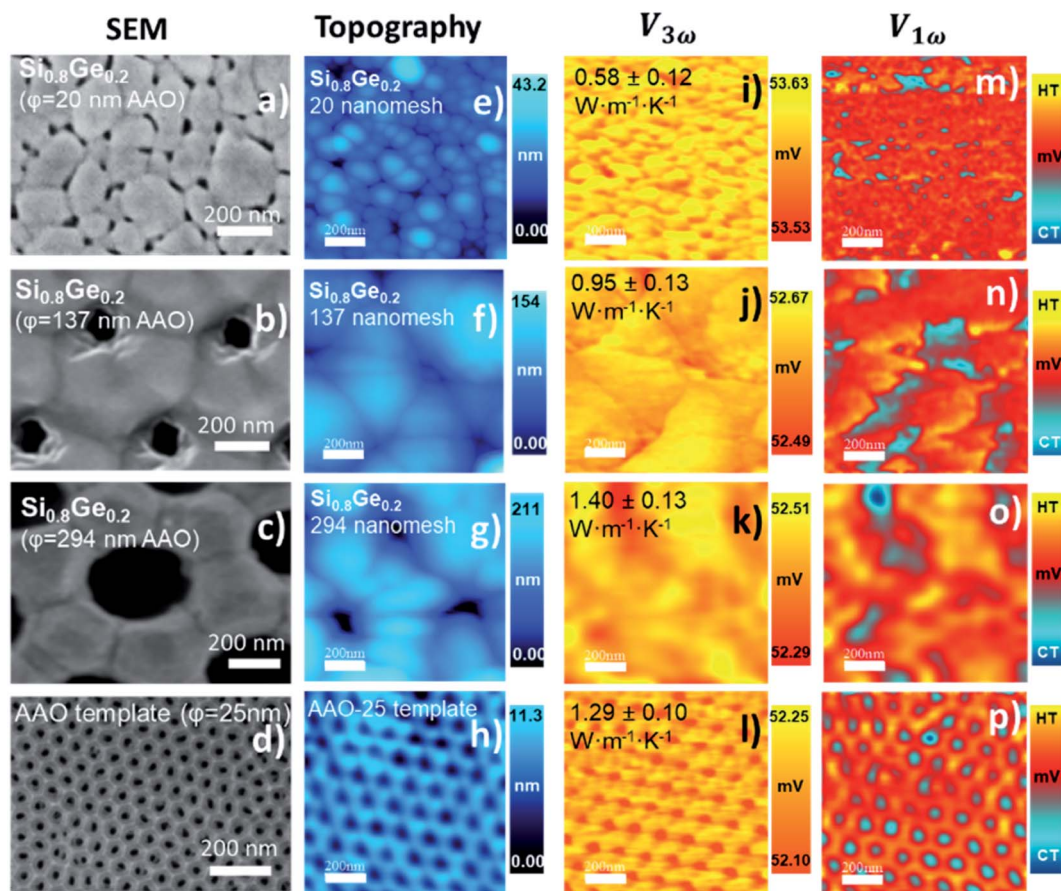 SEM
Topography
V3ω
V1ω
Si0.8Ge0.2
(φ=20 nm AAO)
a)
200 nm
Si0.8Ge0.2
20 nanomesh
e)
200nm
43.2
nm
0.00
0.58 ± 0.12
W·m-1·K-1
i)
200nm
53.63
mV
53.53
m)
200nm
HT
mV
CT
Si0.8Ge0.2
(φ=137 nm AAO)
b)
200 nm
Si0.8Ge0.2
137 nanomesh
f)
200nm
154
nm
0.00
0.95 ± 0.13
W·m-1·K-1
j)
200nm
52.67
mV
52.49
n)
200nm
HT
mV
CT
Si0.8Ge0.2
(φ=294 nm AAO)
c)
200 nm
Si0.8Ge0.2
294 nanomesh
g)
200nm
211
nm
0.00
1.40 ± 0.13
W·m-1·K-1
k)
200nm
52.51
mV
52.29
o)
200nm
HT
mV
CT
AAO template (φ=25nm)
d)
200 nm
AAO-25 template
h)
200nm
11.3
nm
0.00
1.29 ± 0.10
W·m-1·K-1
l)
200nm
52.25
mV
52.10
p)
200nm
HT
mV
CT